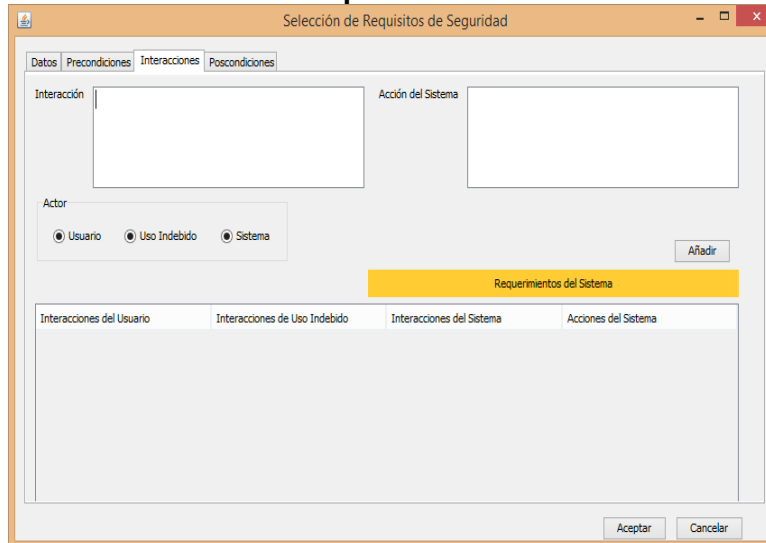 Selección de Requisitos de Seguridad
Datos Precondiciones Interacciones Poscondiciones
Interacción Acción del Sistema
Actor
Usuario Uso Indebido Sistema
Añadir
Requerimientos del Sistema
Interacciones del Usuario Interacciones de Uso Indebido Interacciones del Sistema Acciones del Sistema
Aceptar Cancelar